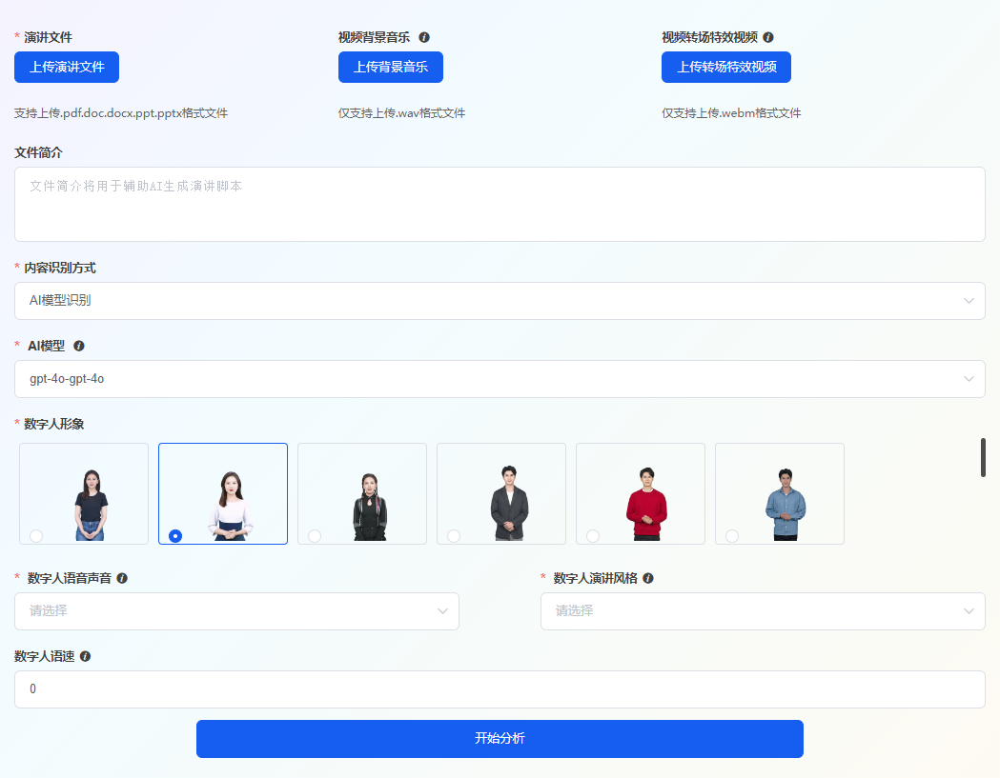 * 演讲文件
视频背景音乐
视频转场特效视频
上传演讲文件
上传背景音乐
上传转场特效视频
支持上传.pdf.doc.docx.ppt.pptx格式文件
仅支持上传.wav格式文件
仅支持上传.webm格式文件
文件简介
文件简介将用于辅助AI生成演讲脚本
* 内容识别方式
AI模型识别
* AI模型
gpt-4o-gpt-4o
* 数字人形象
* 数字人语音声音
* 数字人演讲风格
请选择
请选择
数字人语速
0
开始分析